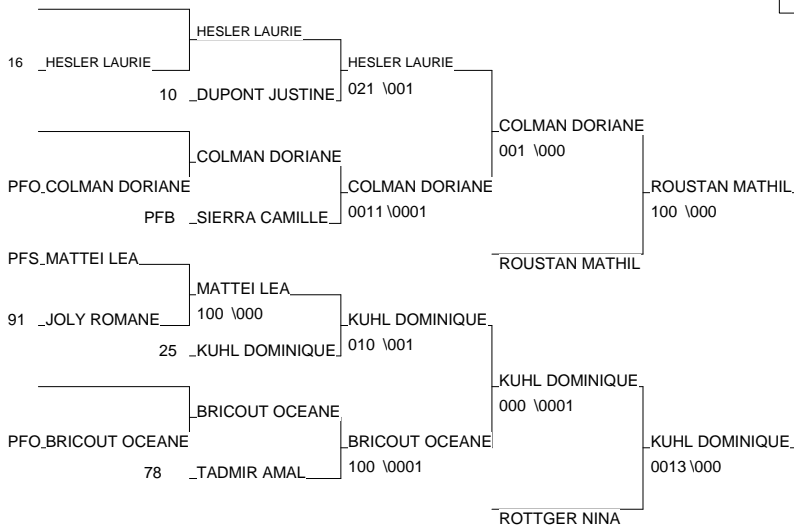 HESLER LAURIE
16 HESLER LAURIE HESLER LAURIE
10 DUPONT JUSTINE 021 \001
COLMAN DORIANE
001 \000
COLMAN DORIANE
PFO COLMAN DORIANE COLMAN DORIANE ROUSTAN MATHIL
PFB SIERRA CAMILLE 0011 \0001 100 \000
PFS MATTEI LEA ROUSTAN MATHIL
MATTEI LEA
91 JOLY ROMANE 100 \000 KUHL DOMINIQUE
25 KUHL DOMINIQUE 010 \001
KUHL DOMINIQUE
000 \0001
BRICOUT OCEANE
PFO BRICOUT OCEANE BRICOUT OCEANE KUHL DOMINIQUE
78 TADMIR AMAL 100 \0001 0013 \000
ROTTGER NINA